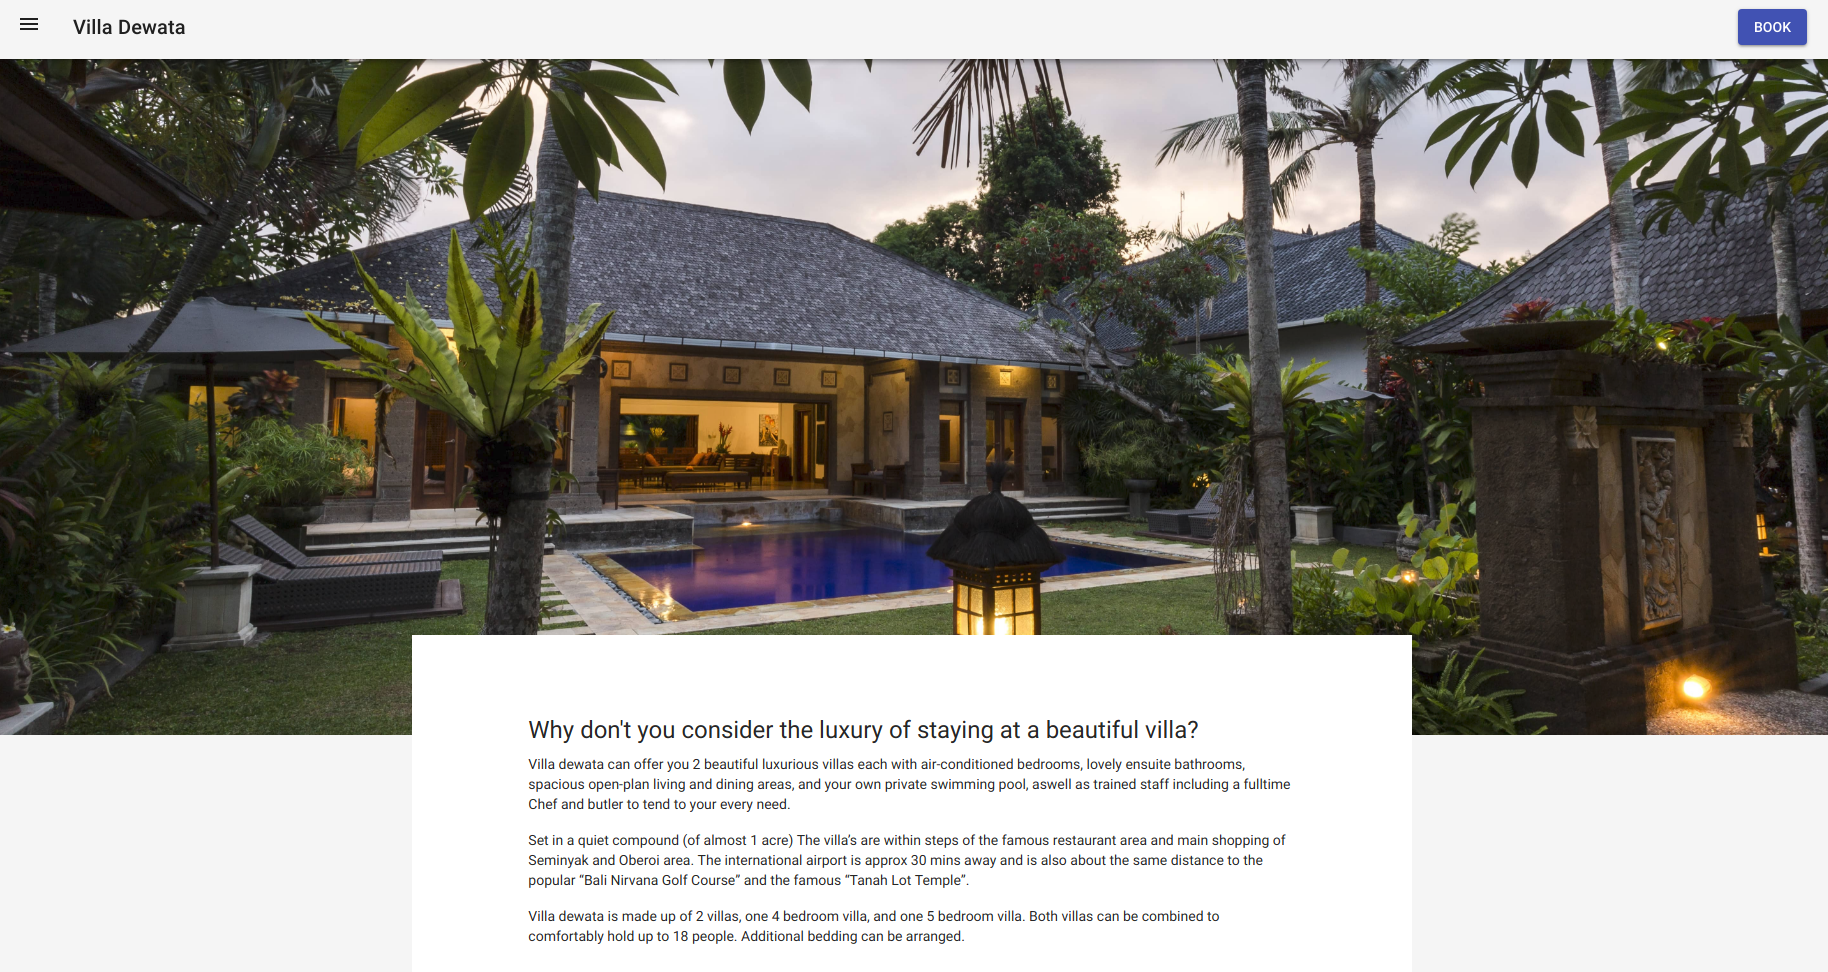 Villa Dewata
BOOK
Why don't you consider the luxury of staying at a beautiful villa?
Villa dewata can offer you 2 beautiful luxurious villas each with air-conditioned bedrooms, lovely ensuite bathrooms,
spacious open-plan living and dining areas, and your own private swimming pool, aswell as trained staff including a fulltime
Chef and butler to tend to your every need.
Set in a quiet compound (of almost 1 acre) The villa’s are within steps of the famous restaurant area and main shopping of
Seminyak and Oberoi area. The international airport is approx 30 mins away and is also about the same distance to the
popular “Bali Nirvana Golf Course” and the famous “Tanah Lot Temple”.
Villa dewata is made up of 2 villas, one 4 bedroom villa, and one 5 bedroom villa. Both villas can be combined to
comfortably hold up to 18 people. Additional bedding can be arranged.